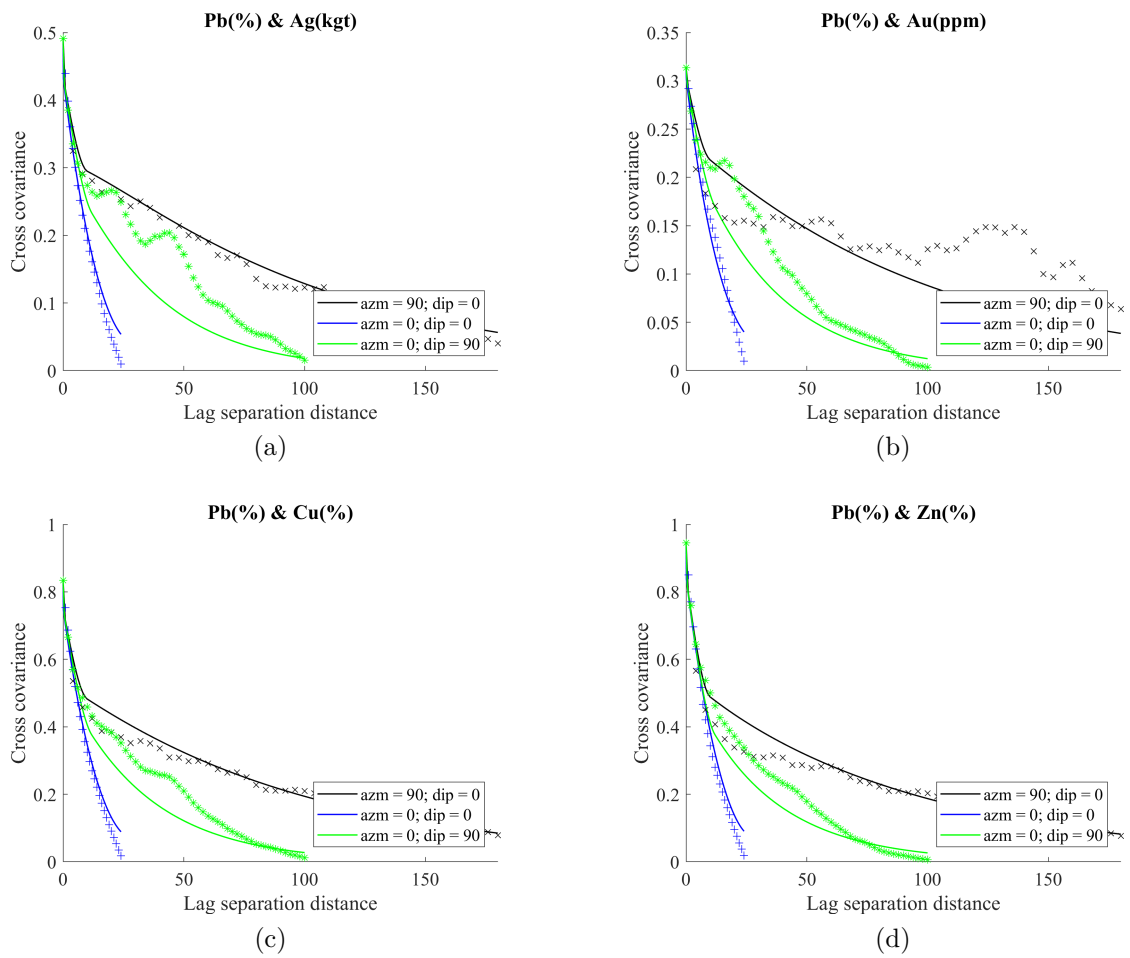 Pb(%) & Ag(kgt)
0.5
0.4
0.3
0.2
0.1
0
Cross covariance
0 50 100 150
Lag separation distance
azm = 90; dip = 0
azm = 0; dip = 0
azm = 0; dip = 90
(a)
Pb(%) & Au(ppm)
0.35
0.3
0.25
0.2
0.15
0.1
0.05
0
Cross covariance
0 50 100 150
Lag separation distance
azm = 90; dip = 0
azm = 0; dip = 0
azm = 0; dip = 90
(b)
Pb(%) & Cu(%)
1
0.8
0.6
0.4
0.2
0
Cross covariance
0 50 100 150
Lag separation distance
azm = 90; dip = 0
azm = 0; dip = 0
azm = 0; dip = 90
(c)
Pb(%) & Zn(%)
1
0.8
0.6
0.4
0.2
0
Cross covariance
0 50 100 150
Lag separation distance
azm = 90; dip = 0
azm = 0; dip = 0
azm = 0; dip = 90
(d)